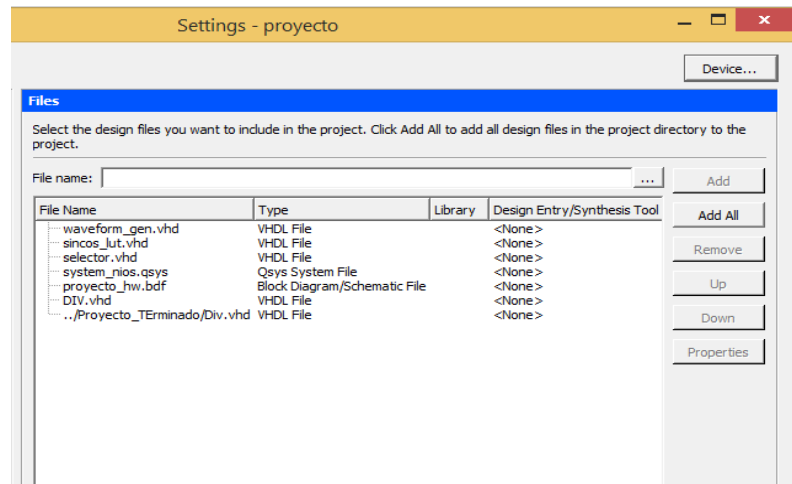 Settings - proyecto
Device...
Files
Select the design files you want to include in the project. Click Add All to add all design files in the project directory to the
project.
File name: ... Add
File Name Type Library Design Entry/Synthesis Tool Add All
waveform_gen.vhd VHDL File <None>
sincos_lut.vhd VHDL File <None>
selector.vhd VHDL File <None> Remove
system_nios.qsys Qsys System File <None>
proyecto_hw.bdf Block Diagram/Schematic File <None> Up
DIV.vhd VHDL File <None>
../Proyecto_TErminado/Div.vhd VHDL File <None> Down
Properties